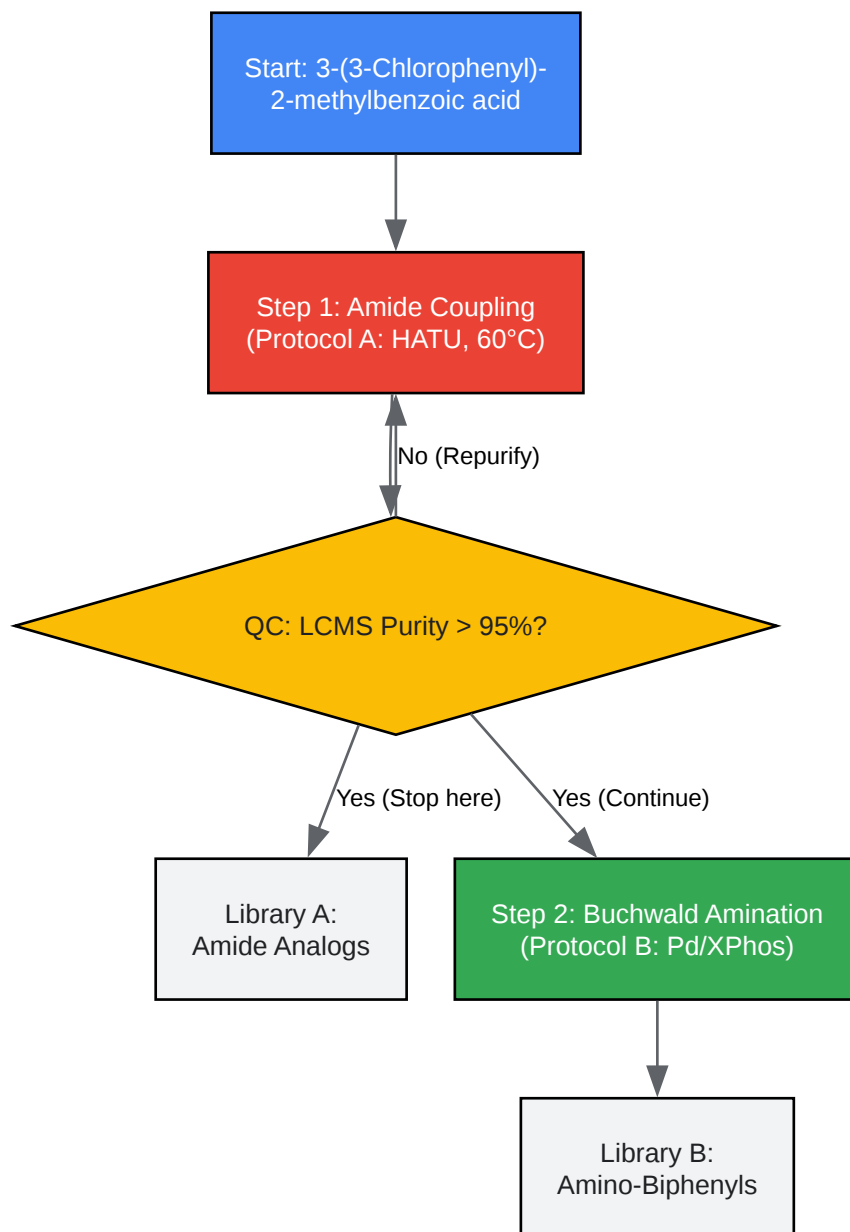 Start: 3-(3-Chlorophenyl)-
2-methylbenzoic acid
Step 1: Amide Coupling
(Protocol A: HATU, 60°C)
No (Repurify)
QC: LCMS Purity > 95%?
Yes (Stop here)
Yes (Continue)
Library A:
Amide Analogs
Step 2: Buchwald Amination
(Protocol B: Pd/XPhos)
Library B:
Amino-Biphenyls